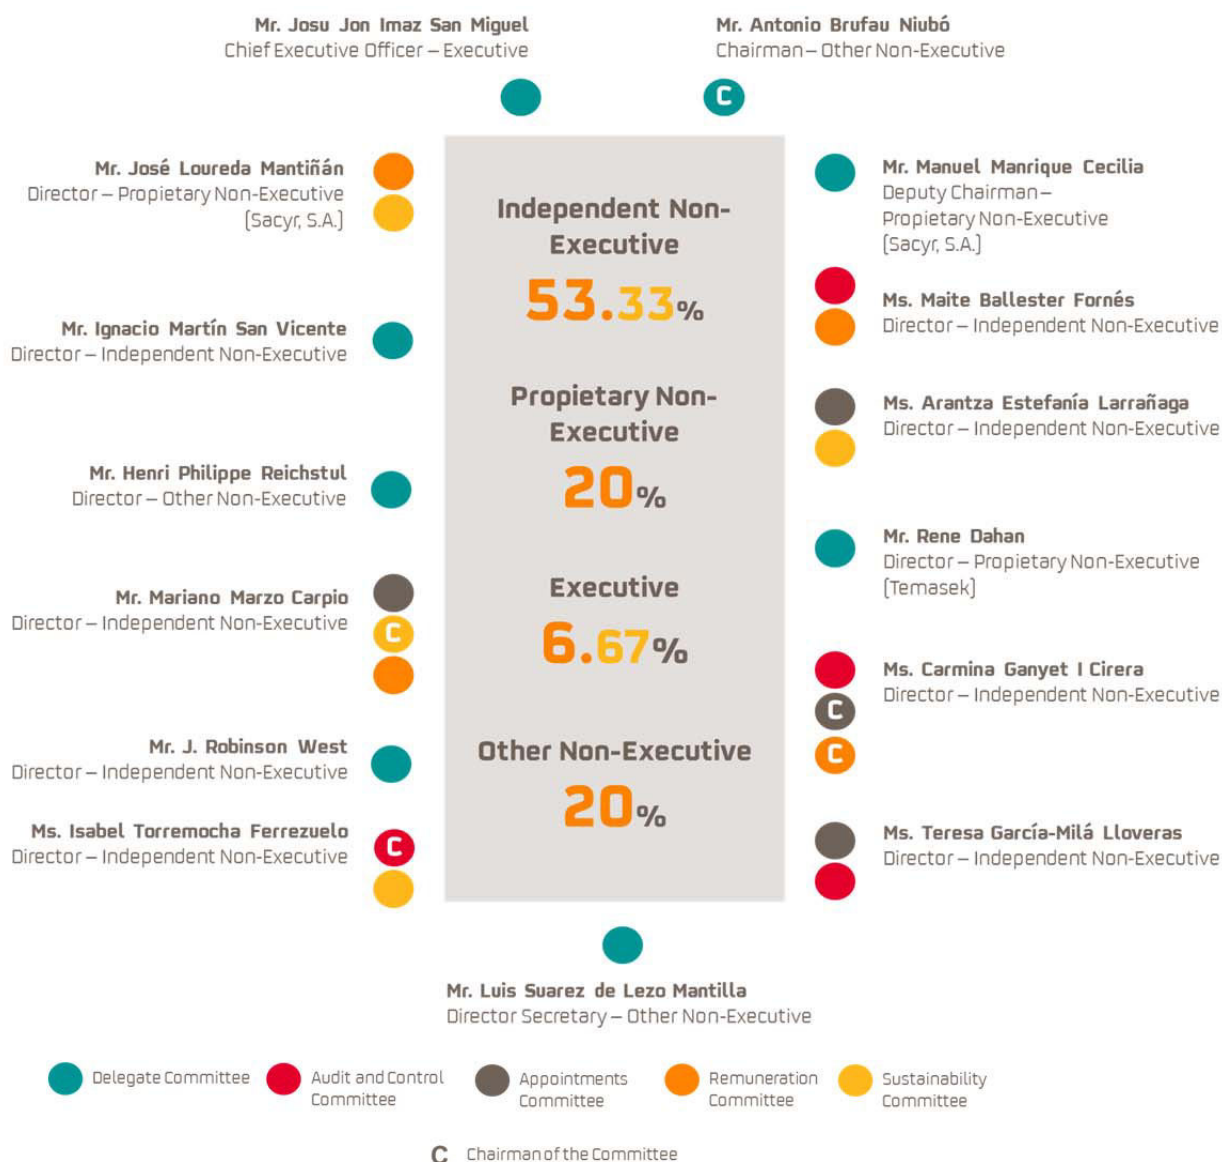 Mr. Josu Jon Imaz San Miguel
Chief Executive Officer – Executive
Mr. Antonio Brufau Niubó
Chairman – Other Non-Executive
C
Mr. José Loureda Mantiñán
Director – Propietary Non-Executive
(Sacyr, S.A.)
Mr. Ignacio Martín San Vicente
Director – Independent Non-Executive
Mr. Henri Philippe Reichstul
Director – Other Non-Executive
Mr. Mariano Marzo Carpio
Director – Independent Non-Executive
C
Mr. J. Robinson West
Director – Independent Non-Executive
Ms. Isabel Torremocha Ferrezuelo
Director – Independent Non-Executive
C
Independent Non-
Executive
53.33%
Propietary Non-
Executive
20%
Executive
6.67%
Other Non-Executive
20%
Mr. Manuel Manrique Cecilia
Deputy Chairman –
Propietary Non-Executive
(Sacyr, S.A.)
Ms. Maite Ballester Fornés
Director – Independent Non-Executive
Ms. Arantza Estefanía Larrañaga
Director – Independent Non-Executive
Mr. Rene Dahan
Director – Propietary Non-Executive
(Temasek)
Ms. Carmina Ganyet I Cirera
Director – Independent Non-Executive
C
C
Ms. Teresa García-Milá Lloveras
Director – Independent Non-Executive
Mr. Luis Suarez de Lezo Mantilla
Director Secretary – Other Non-Executive
Delegate Committee
Audit and Control
Committee
Appointments
Committee
Remuneration
Committee
Sustainability
Committee
C Chairman of the Committee